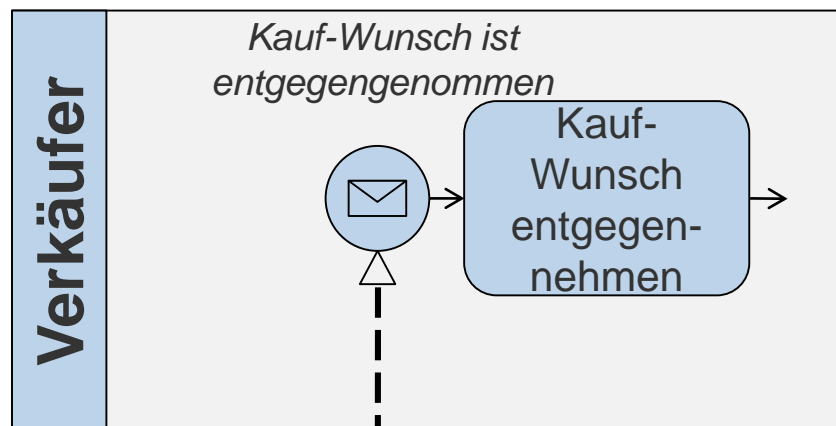 Verkäufer
Kauf-Wunsch ist
entgegengenommen
Kauf-
Wunsch
entgegen-
nehmen